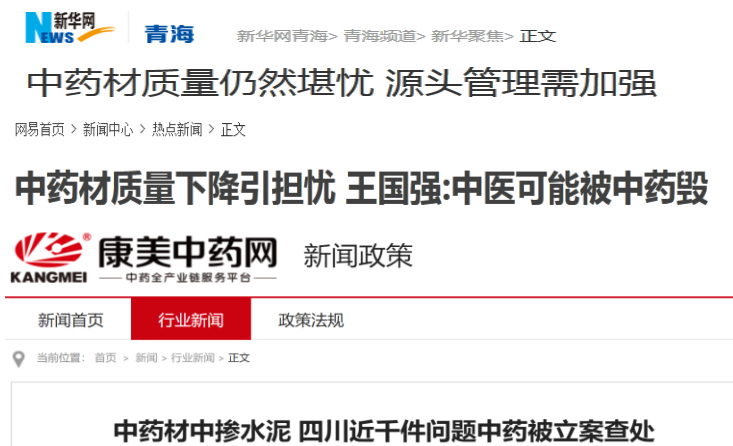 新华网
NEWS
青海
新华网青海> 青海频道> 新华聚焦> 正文
中药材质量仍然堪忧 源头管理需加强
网易首页 > 新闻中心 > 热点新闻 > 正文
中药材质量下降引担忧 王国强:中医可能被中药毁
康美中药网
®
KANGMEI
中药全产业链服务平台
新闻政策
新闻首页 行业新闻 政策法规
当前位置: 首页 > 新闻 > 行业新闻 > 正文
中药材中掺水泥 四川近千件问题中药被立案查处